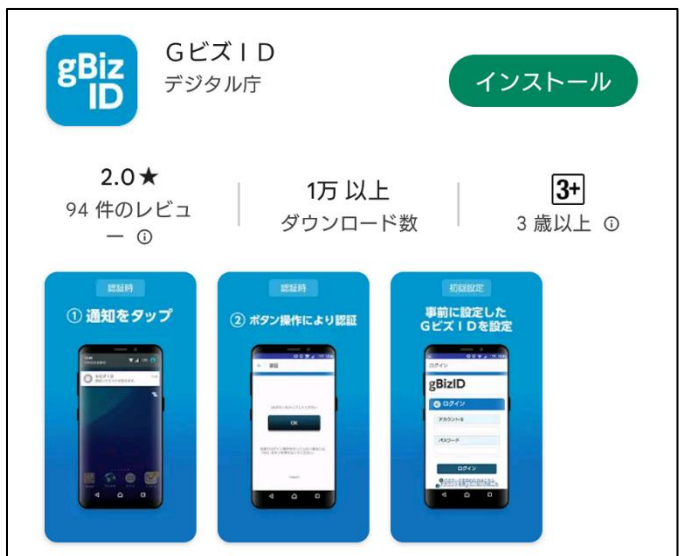 gBiz
ID
GビズID
デジタル庁
インストール
2.0★
94 件のレビュ
ー
1万 以上
ダウンロード数
3+
3 歳以上
認証時
① 通知をタップ
認証時
② ボタン操作により認証
OK
初期設定
事前に設定した
GビズIDを設定
ログイン
gBizID
ログイン
アカウントID
パスワード
ログイン